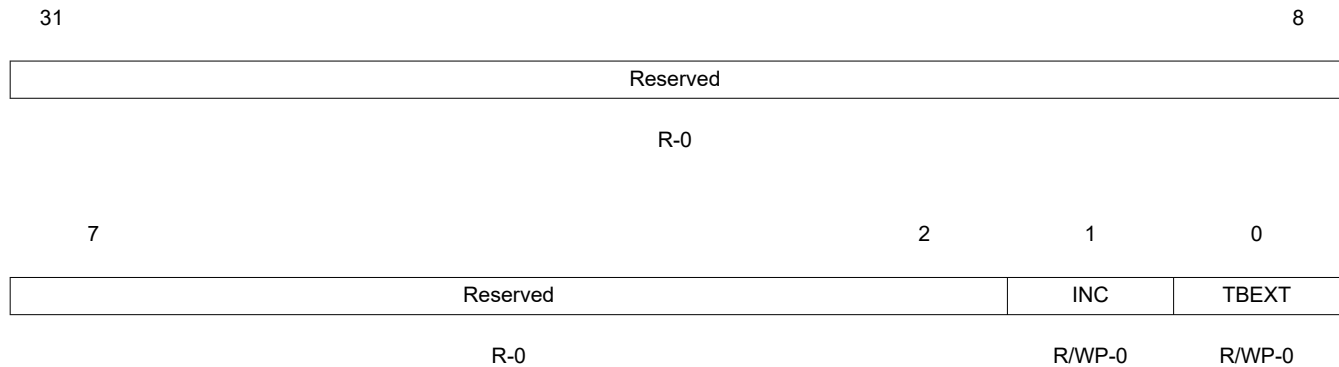 31 8
Reserved
R-0
7 2 1 0
Reserved INC TBEXT
R-0 R/WP-0 R/WP-0